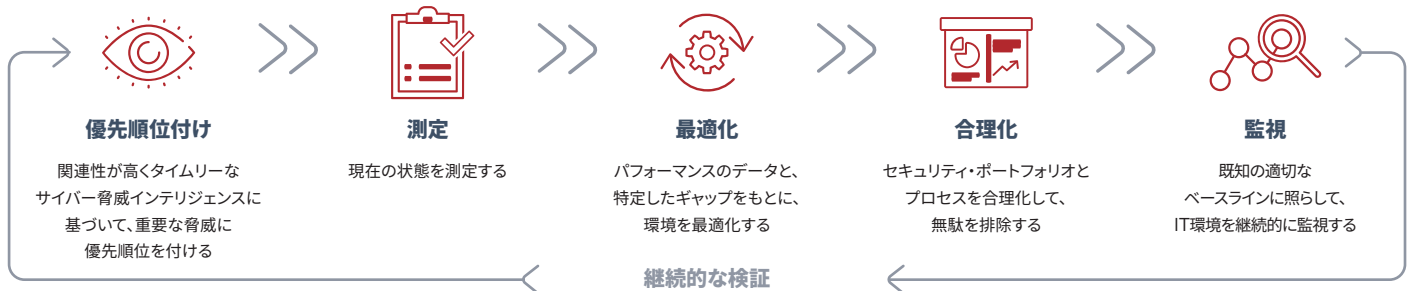 優先順位付け
関連性が高くタイムリーな
サイバー脅威インテリジェンスに
基づいて、重要な脅威に
優先順位を付ける
測定
現在の状態を測定する
最適化
パフォーマンスのデータと、
特定したギャップをもとに、
環境を最適化する
合理化
セキュリティ・ポートフォリオと
プロセスを合理化して、
無駄を排除する
監視
既知の適切な
ベースラインに照らして、
IT環境を継続的に監視する
継続的な検証